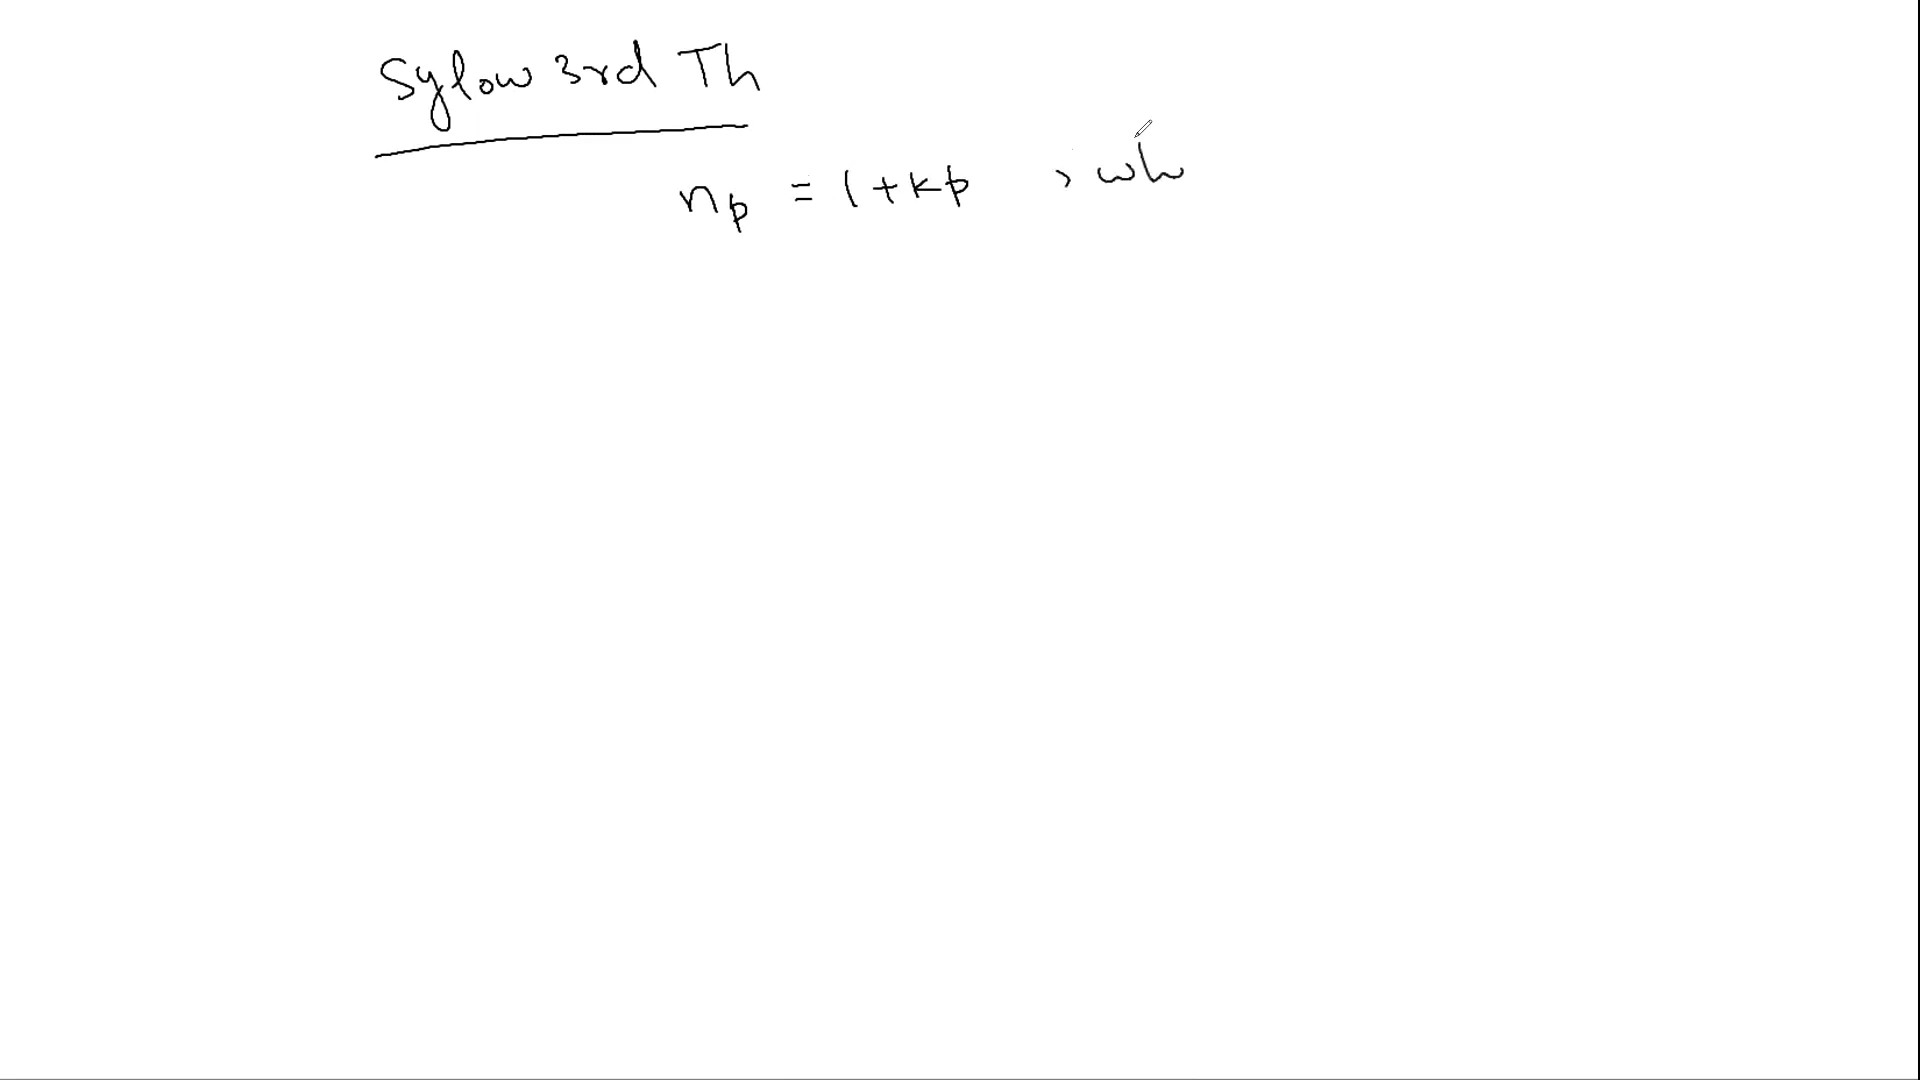 Sylow 3rd Th
np = 1+kp , wh